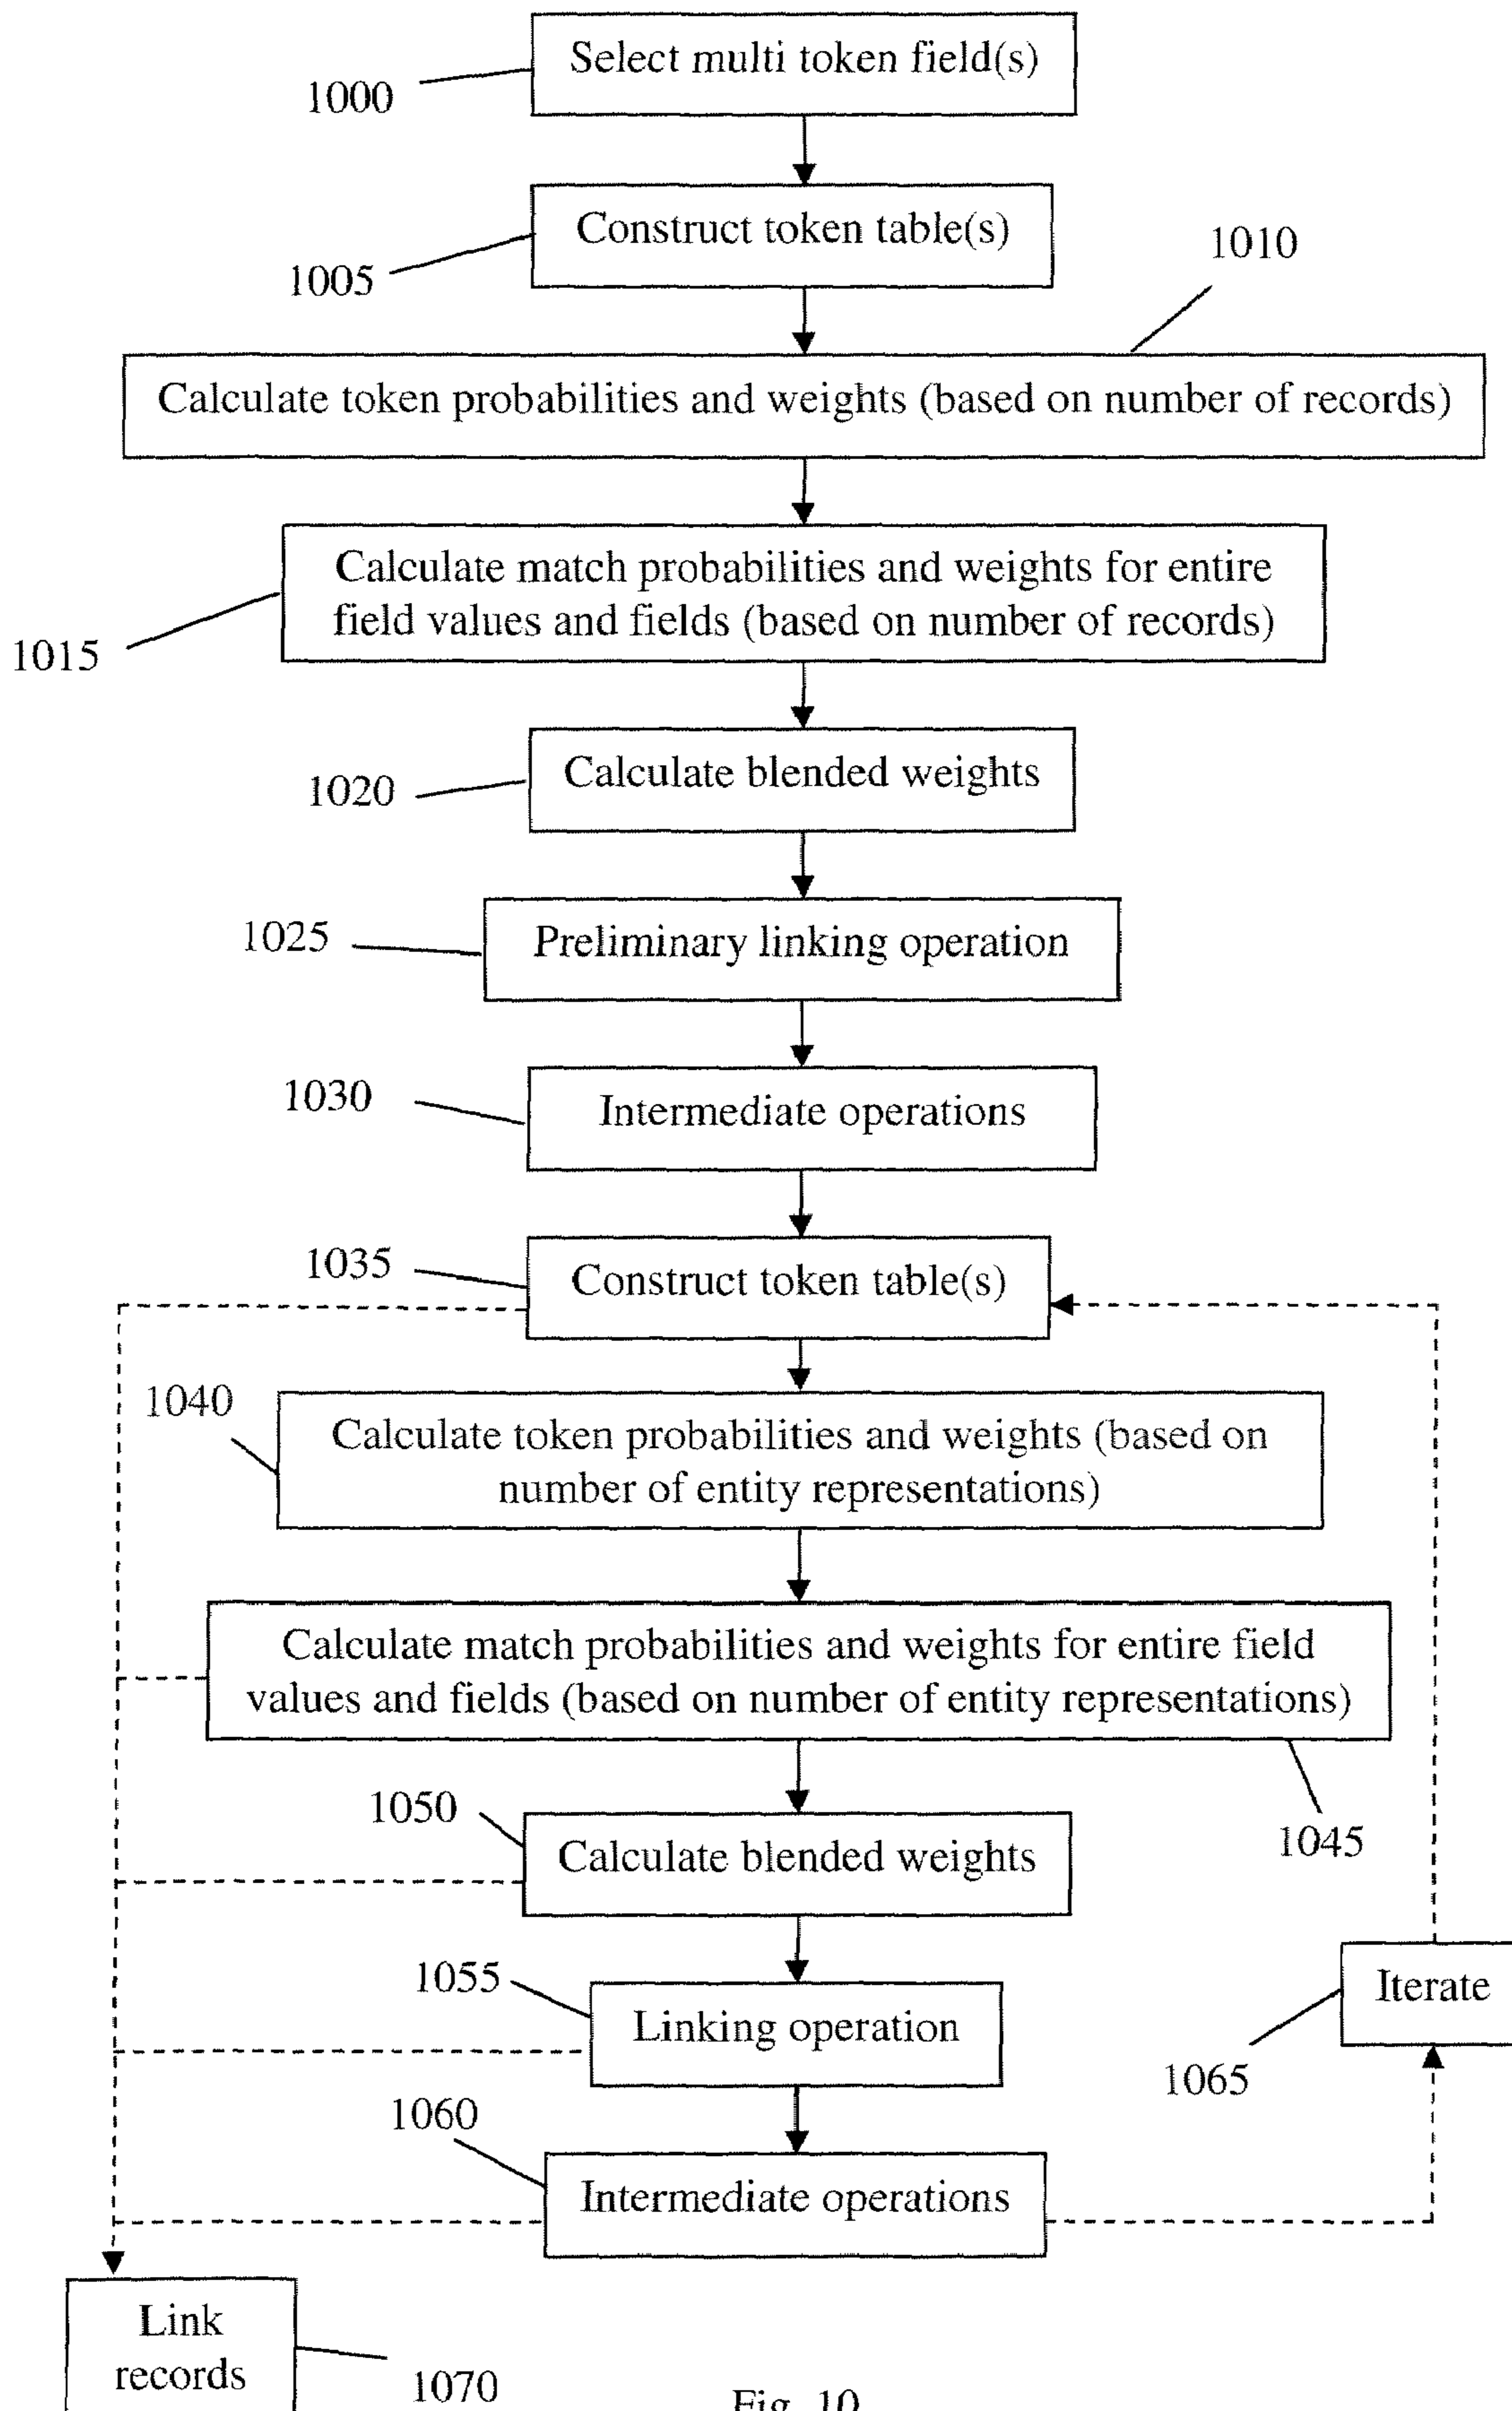 Select multi token field(s)
1000
Construct token table(s)
1005
1010
Calculate token probabilities and weights (based on number of records)
Calculate match probabilities and weights for entire
field values and fields (based on number of records)
1015
Calculate blended weights
1020
Preliminary linking operation
1025
Intermediate operations
1030
Construct token table(s)
1035
1040
Calculate token probabilities and weights (based on
number of entity representations)
Calculate match probabilities and weights for entire field
values and fields (based on number of entity representations)
1045
1050
Calculate blended weights
1055
Linking operation
Iterate
1065
1060
Intermediate operations
Link
records
1070
Fig. 10